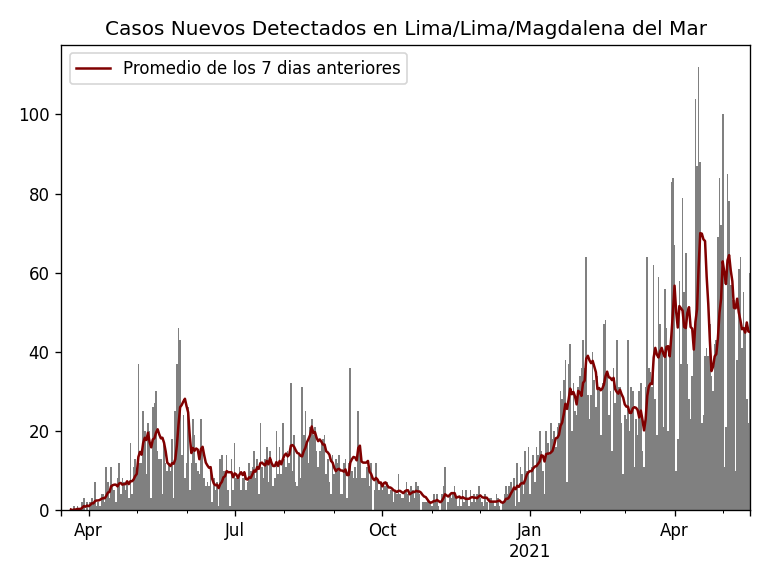 Casos Nuevos Detectados en Lima/Lima/Magdalena del Mar
Promedio de los 7 dias anteriores
100
80
60
40
20
0
Apr Jul Oct Jan Apr
2021